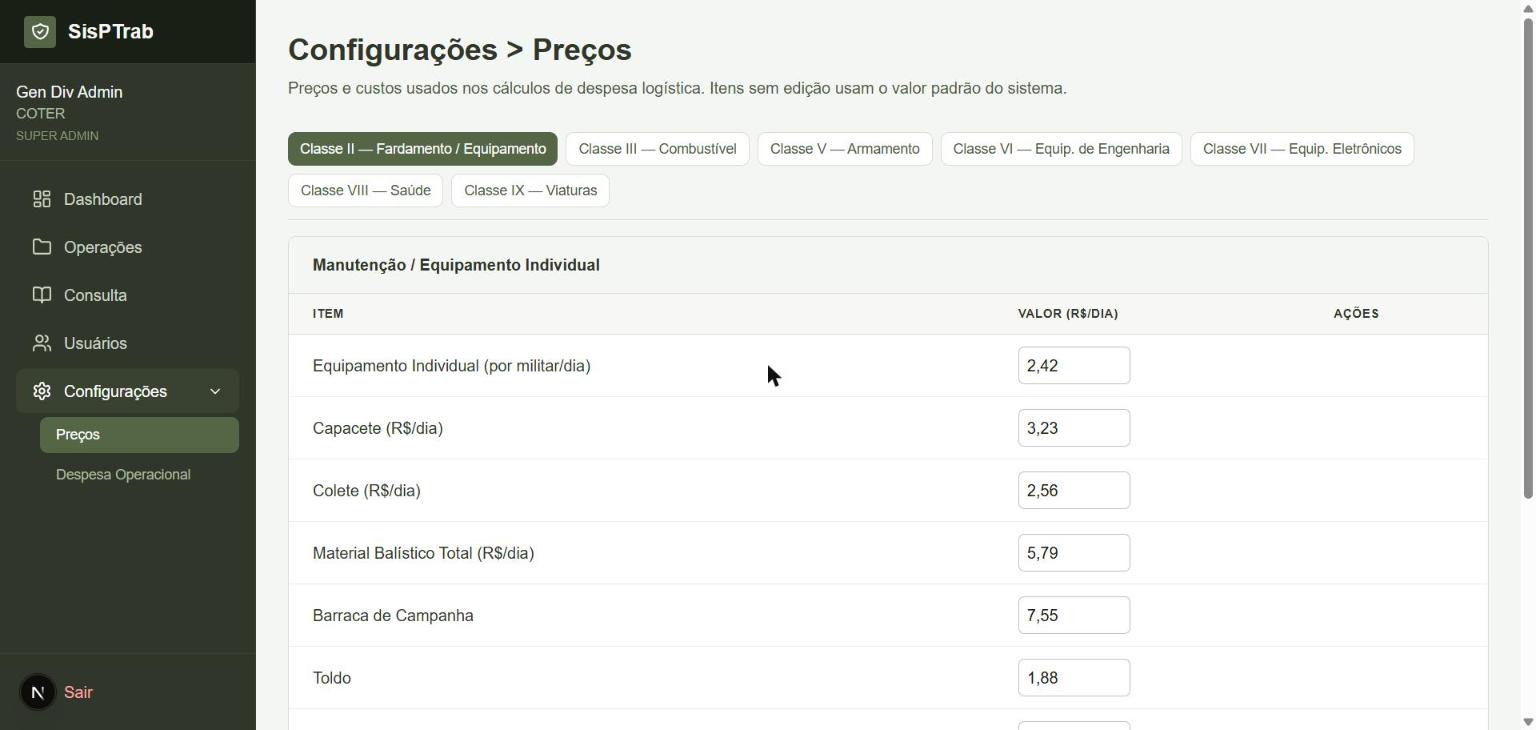 SisPTrab
Gen Div Admin
COTER
SUPER ADMIN
Dashboard
Operações
Consulta
Usuários
Configurações
Preços
Despesa Operacional
N Sair
Configurações > Preços
Preços e custos usados nos cálculos de despesa logística. Itens sem edição usam o valor padrão do sistema.
Classe II — Fardamento / Equipamento Classe III — Combustível Classe V — Armamento Classe VI — Equip. de Engenharia Classe VII — Equip. Eletrônicos
Classe VIII — Saúde Classe IX — Viaturas
Manutenção / Equipamento Individual
ITEM VALOR (R$/DIA) AÇÕES
Equipamento Individual (por militar/dia) 2,42
Capacete (R$/dia) 3,23
Colete (R$/dia) 2,56
Material Balístico Total (R$/dia) 5,79
Barraca de Campanha 7,55
Toldo 1,88